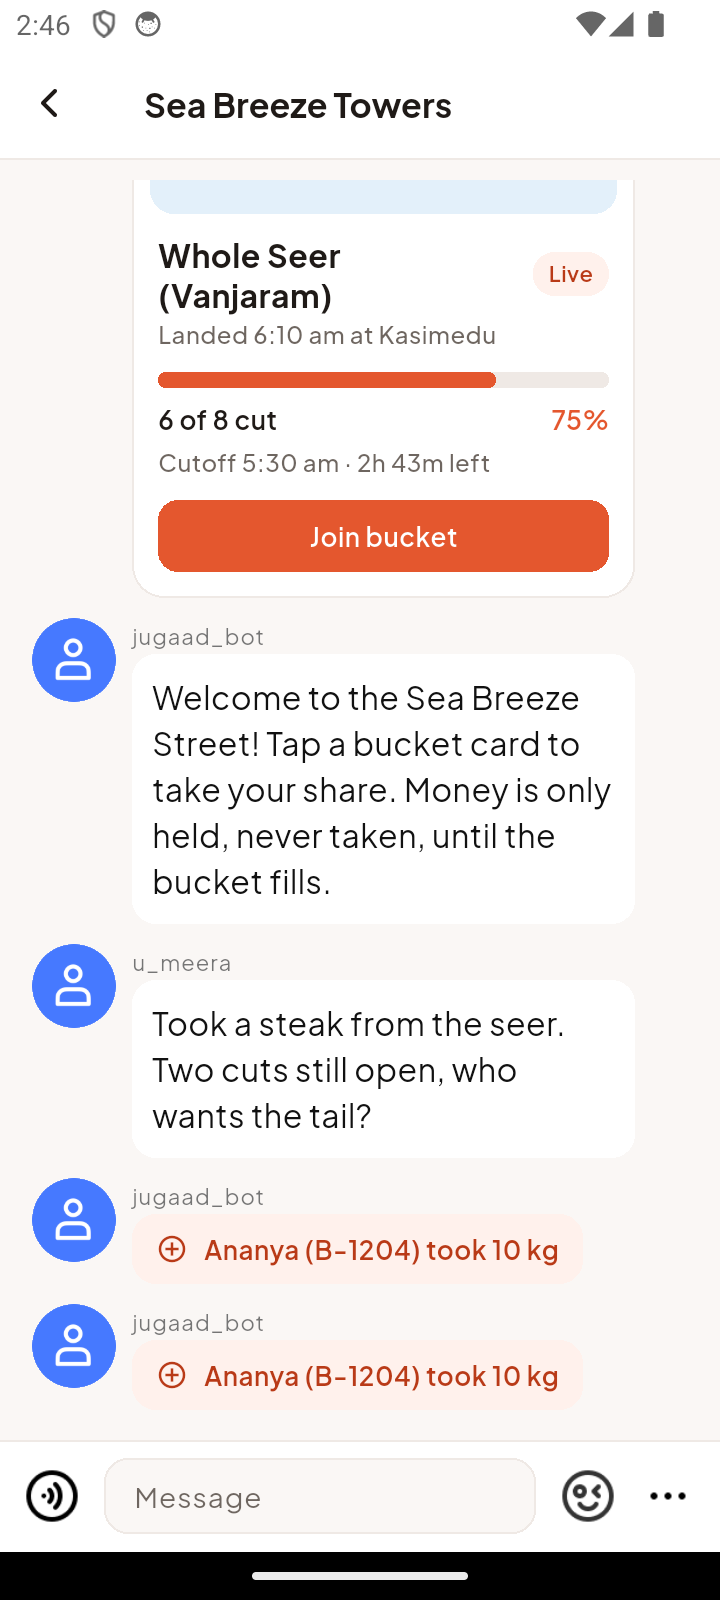 2:46
Sea Breeze Towers
Whole Seer
(Vanjaram)
Live
Landed 6:10 am at Kasimedu
6 of 8 cut
75%
Cutoff 5:30 am · 2h 43m left
Join bucket
jugaad_bot
Welcome to the Sea Breeze
Street! Tap a bucket card to
take your share. Money is only
held, never taken, until the
bucket fills.
u_meera
Took a steak from the seer.
Two cuts still open, who
wants the tail?
jugaad_bot
Ananya (B-1204) took 10 kg
jugaad_bot
Ananya (B-1204) took 10 kg
Message